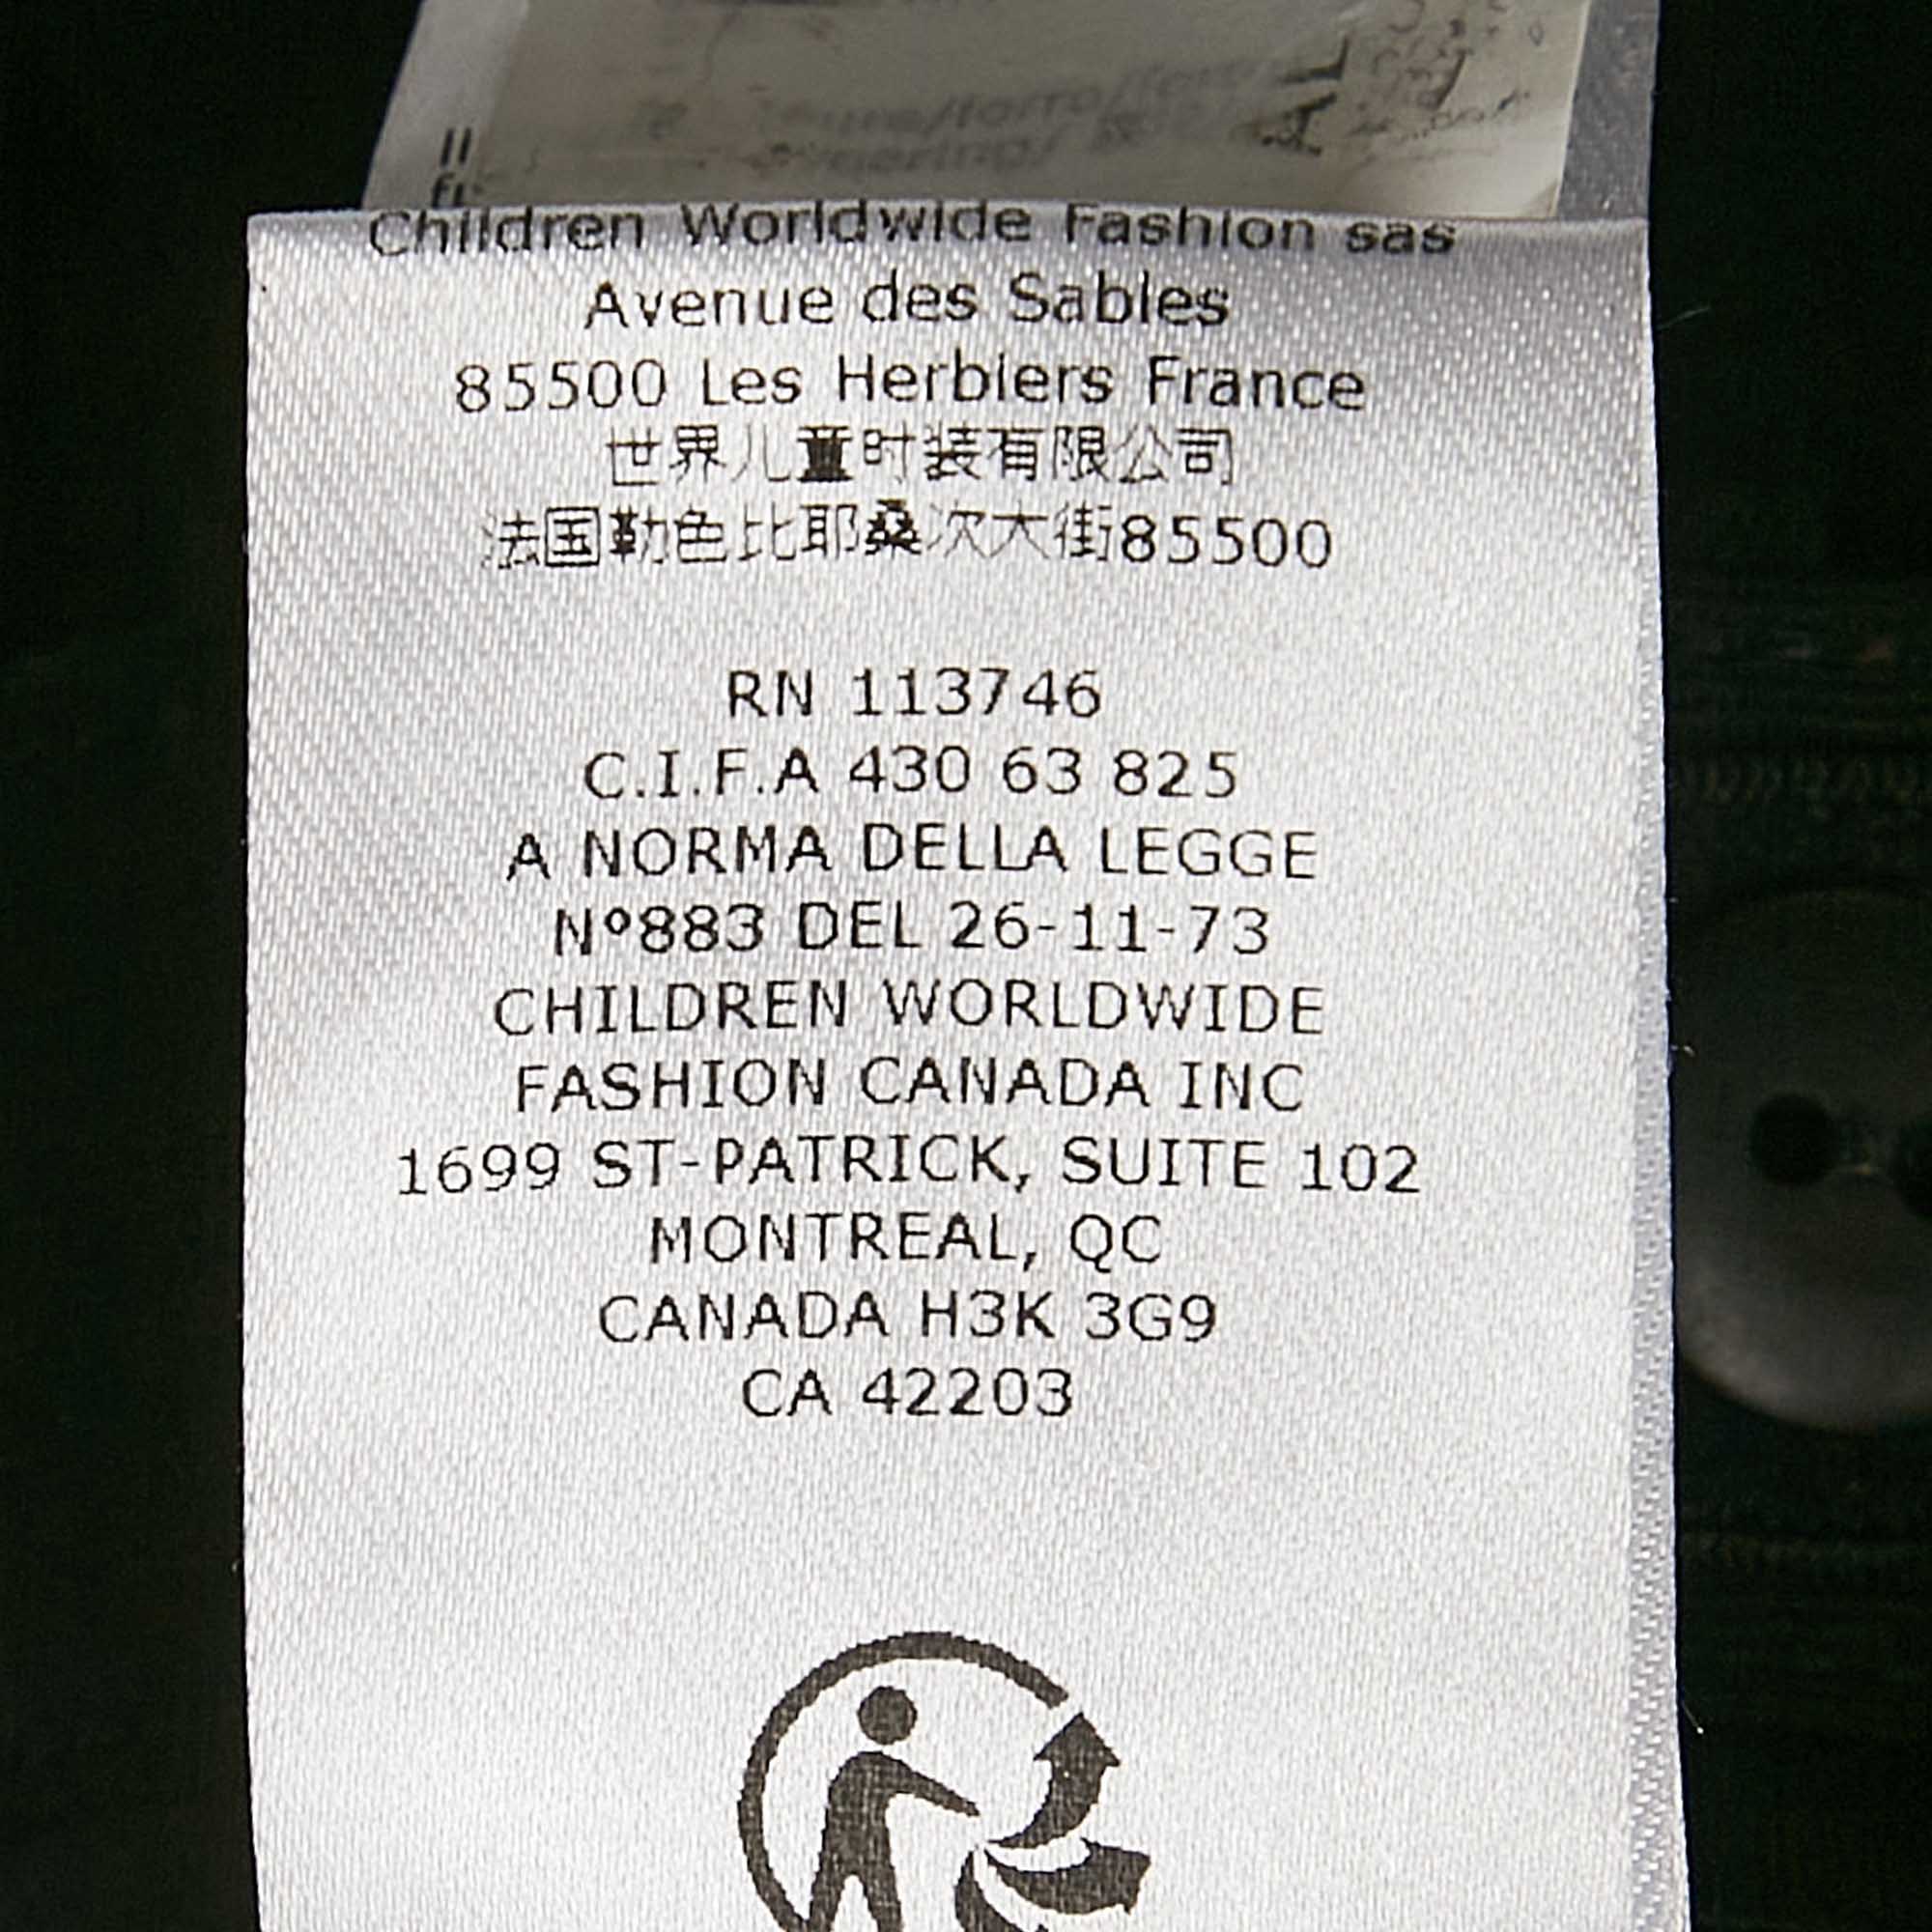 Children Worldwide Fashion sas
Avenue des Sables
85500 Les Herbiers France
世界儿童时装有限公司
法国勒色比耶桑次大街85500
RN 113746
C.I.F.A 430 63 825
A NORMA DELLA LEGGE
Nº883 DEL 26-11-73
CHILDREN WORLDWIDE
FASHION CANADA INC
1699 ST-PATRICK, SUITE 102
MONTREAL, QC
CANADA H3K 3G9
CA 42203